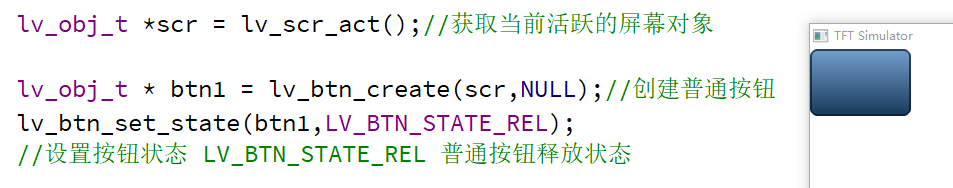 lv_obj_t *scr = lv_scr_act();//获取当前活跃的屏幕对象
TFT Simulator
lv_obj_t * btn1 = lv_btn_create(scr,NULL);//创建普通按钮
lv_btn_set_state(btn1,LV_BTN_STATE_REL);
//设置按钮状态 LV_BTN_STATE_REL 普通按钮释放状态